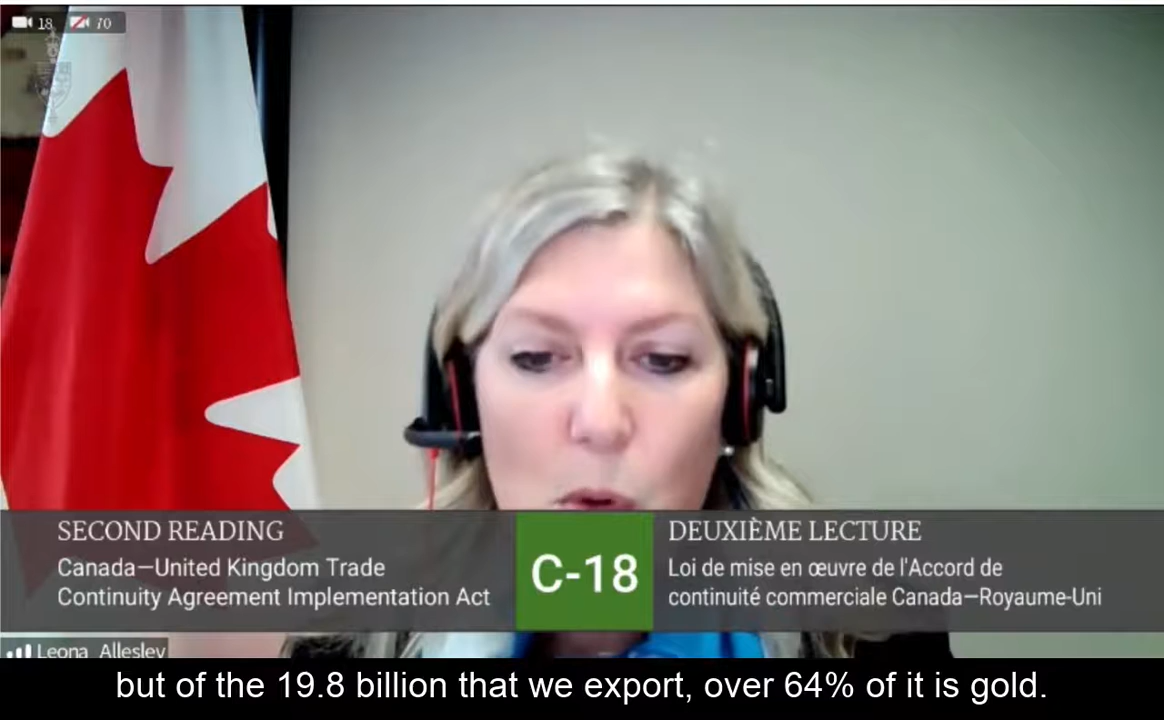 18 70
SECOND READING
Canada—United Kingdom Trade
Continuity Agreement Implementation Act
C-18
DEUXIÈME LECTURE
Loi de mise en œuvre de l'Accord de
continuité commerciale Canada—Royaume-Uni
Leona Allesley
but of the 19.8 billion that we export, over 64% of it is gold.